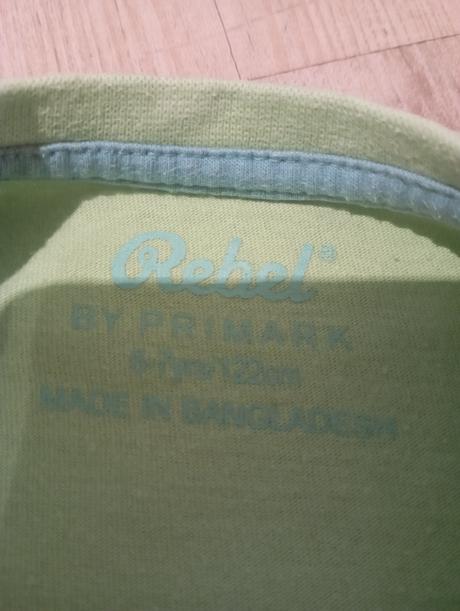 Rebel®
BY PRIMARK
6-7yrs/122cm
MADE IN BANGLADESH